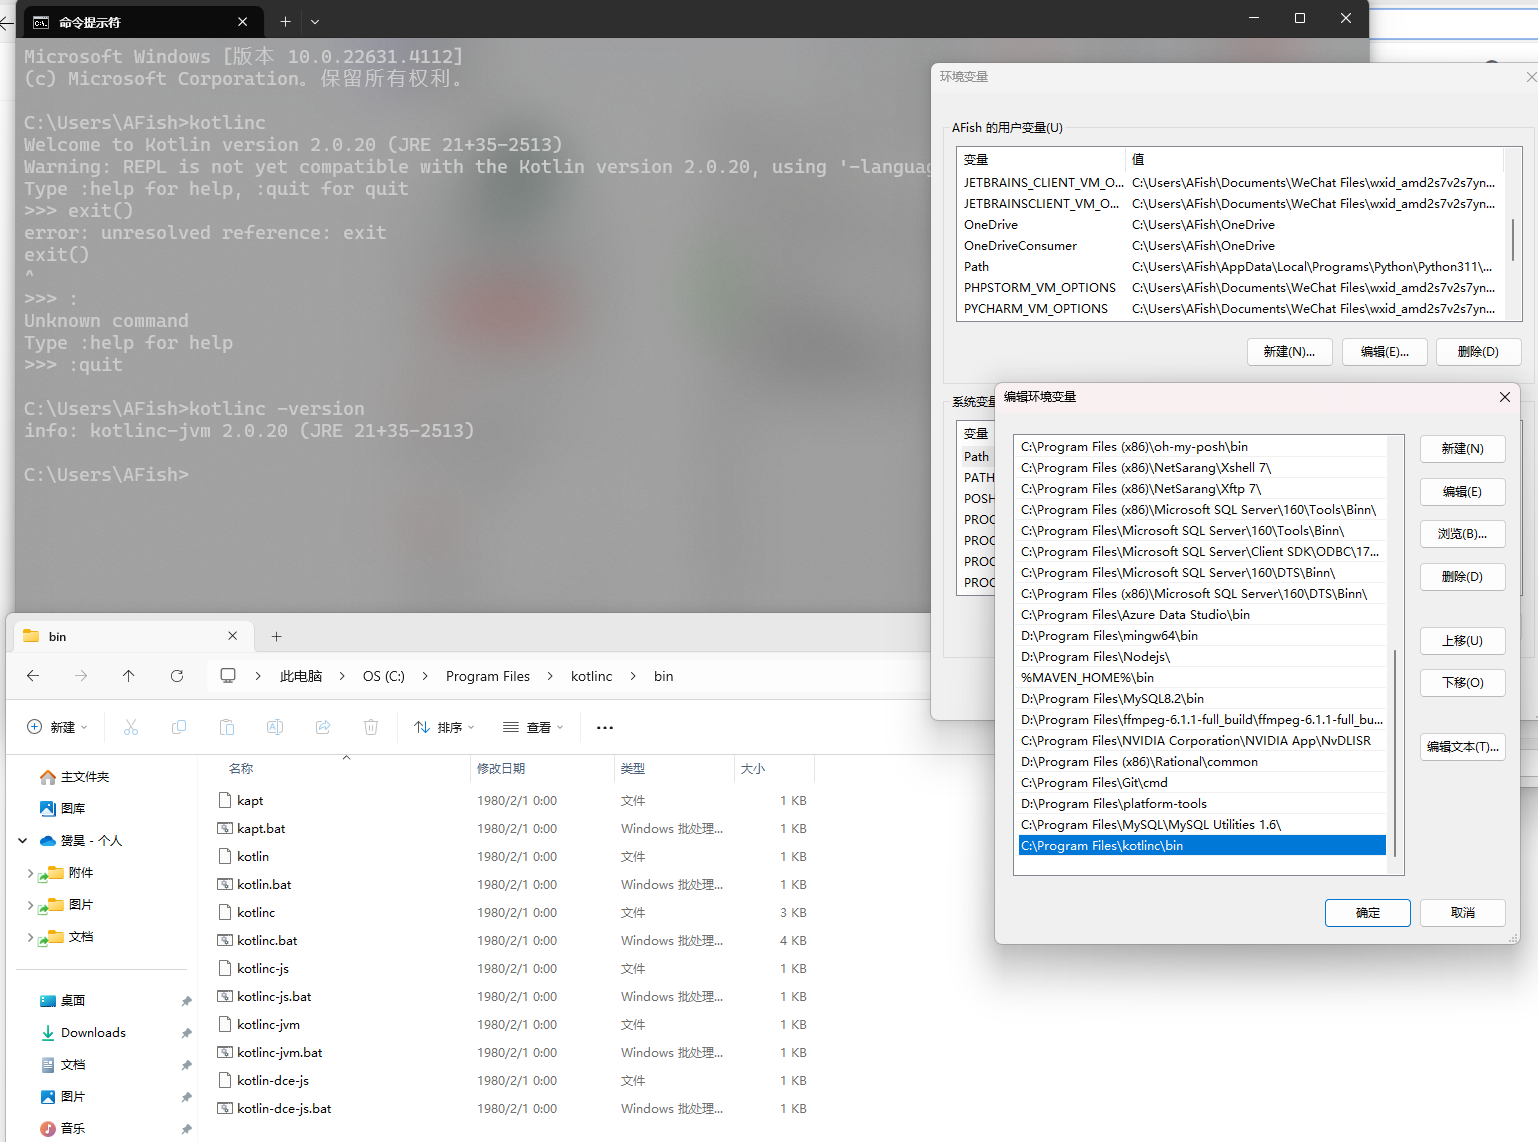 命令提示符
Microsoft Windows [版本 10.0.22631.4112]
(c) Microsoft Corporation。保留所有权利。
C:\Users\AFish>kotlinc
Welcome to Kotlin version 2.0.20 (JRE 21+35-2513)
Warning: REPL is not yet compatible with the Kotlin version 2.0.20, using '-languag
Type :help for help, :quit for quit
>>> exit()
error: unresolved reference: exit
exit()
^
>>> :
Unknown command
Type :help for help
>>> :quit
C:\Users\AFish>kotlinc -version
info: kotlinc-jvm 2.0.20 (JRE 21+35-2513)
C:\Users\AFish>
环境变量
AFish 的用户变量(U)
变量 值
JETBRAINS_CLIENT_VM_O... C:\Users\AFish\Documents\WeChat Files\wxid_amd2s7v2s7yn...
JETBRAINSCLIENT_VM_O... C:\Users\AFish\Documents\WeChat Files\wxid_amd2s7v2s7yn...
OneDrive C:\Users\AFish\OneDrive
OneDriveConsumer C:\Users\AFish\OneDrive
Path C:\Users\AFish\AppData\Local\Programs\Python\Python311\...
PHPSTORM_VM_OPTIONS C:\Users\AFish\Documents\WeChat Files\wxid_amd2s7v2s7yn...
PYCHARM_VM_OPTIONS C:\Users\AFish\Documents\WeChat Files\wxid_amd2s7v2s7yn...
新建(N)... 编辑(E)... 删除(D)
系统变量
变量
Path
PATH
POSH
PROC
PROC
PROC
PROC
编辑环境变量
C:\Program Files (x86)\oh-my-posh\bin
C:\Program Files (x86)\NetSarang\Xshell 7\
C:\Program Files (x86)\NetSarang\Xftp 7\
C:\Program Files (x86)\Microsoft SQL Server\160\Tools\Binn\
C:\Program Files\Microsoft SQL Server\160\Tools\Binn\
C:\Program Files\Microsoft SQL Server\Client SDK\ODBC\17...
C:\Program Files\Microsoft SQL Server\160\DTS\Binn\
C:\Program Files (x86)\Microsoft SQL Server\160\DTS\Binn\
C:\Program Files\Azure Data Studio\bin
D:\Program Files\mingw64\bin
D:\Program Files\Nodejs\
%MAVEN_HOME%\bin
D:\Program Files\MySQL8.2\bin
D:\Program Files\ffmpeg-6.1.1-full_build\ffmpeg-6.1.1-full_bu...
C:\Program Files\NVIDIA Corporation\NVIDIA App\NvDLISR
D:\Program Files (x86)\Rational\common
C:\Program Files\Git\cmd
D:\Program Files\platform-tools
C:\Program Files\MySQL\MySQL Utilities 1.6\
C:\Program Files\kotlinc\bin
新建(N)
编辑(E)
浏览(B)...
删除(D)
上移(U)
下移(O)
编辑文本(T)...
确定 取消
bin
此电脑 > OS (C:) > Program Files > kotlinc > bin
新建 排序 查看 ...
主文件夹
图库
赟昊 - 个人
附件
图片
文档
桌面
Downloads
文档
图片
音乐
名称 修改日期 类型 大小
kapt 1980/2/1 0:00 文件 1 KB
kapt.bat 1980/2/1 0:00 Windows 批处理... 1 KB
kotlin 1980/2/1 0:00 文件 1 KB
kotlin.bat 1980/2/1 0:00 Windows 批处理... 1 KB
kotlinc 1980/2/1 0:00 文件 3 KB
kotlinc.bat 1980/2/1 0:00 Windows 批处理... 4 KB
kotlinc-js 1980/2/1 0:00 文件 1 KB
kotlinc-js.bat 1980/2/1 0:00 Windows 批处理... 1 KB
kotlinc-jvm 1980/2/1 0:00 文件 1 KB
kotlinc-jvm.bat 1980/2/1 0:00 Windows 批处理... 1 KB
kotlin-dce-js 1980/2/1 0:00 文件 1 KB
kotlin-dce-js.bat 1980/2/1 0:00 Windows 批处理... 1 KB